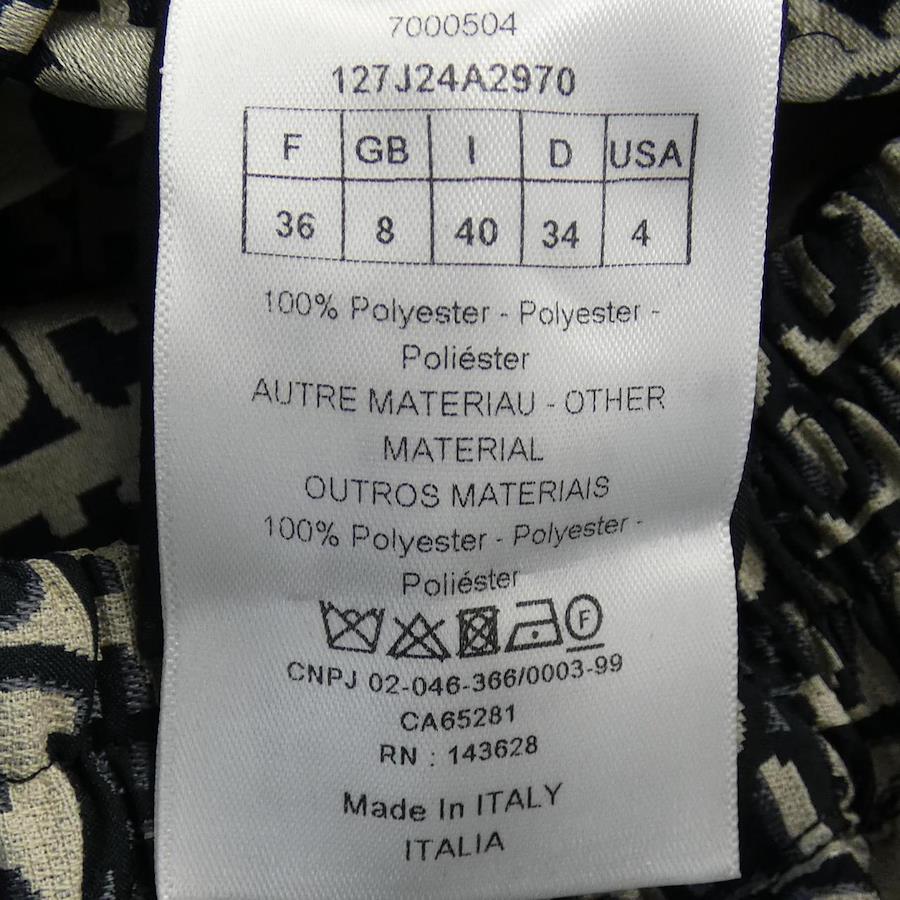 7000504
127J24A2970
F GB I D USA
36 8 40 34 4
100% Polyester - Polyester -
Poliéster
AUTRE MATERIAU - OTHER
MATERIAL
OUTROS MATERIAIS
100% Polyester - Polyester -
Poliéster
F
CNPJ 02-046-366/0003-99
CA65281
RN : 143628
Made In ITALY
ITALIA